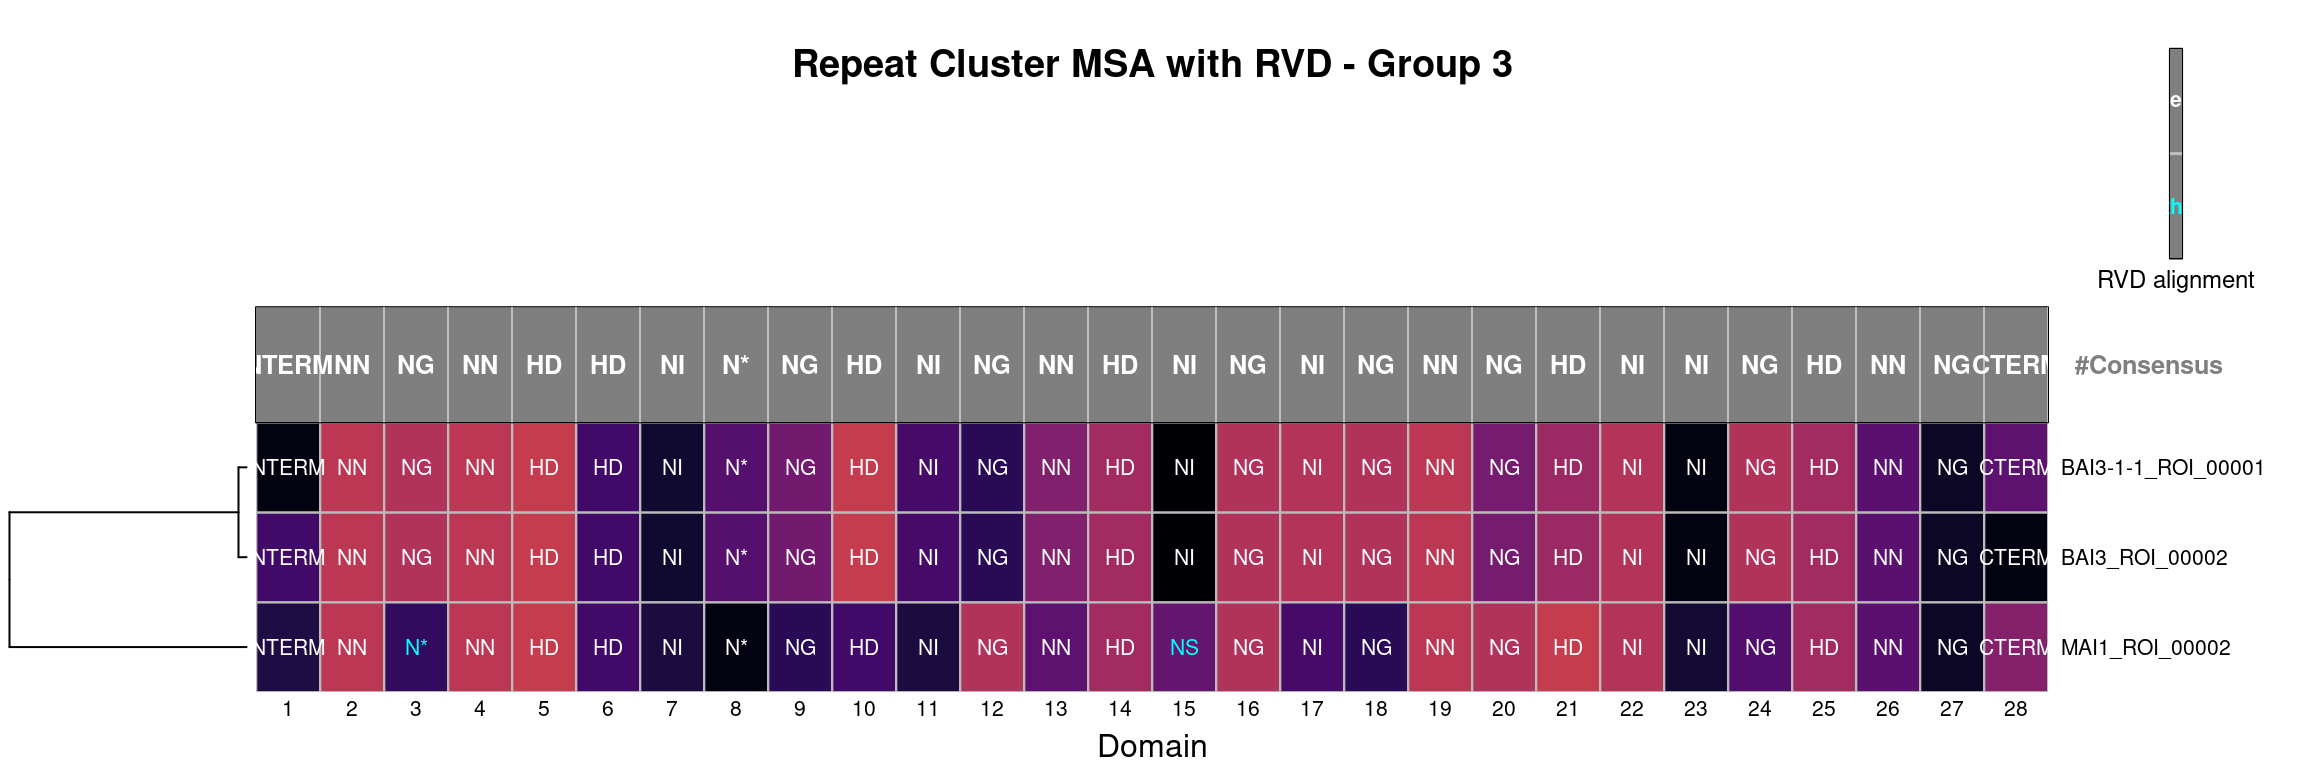 Repeat Cluster MSA with RVD - Group 3
e
h
RVD alignment
NTERM NN NG NN HD HD NI N* NG HD NI NG NN HD NI NG NI NG NN NG HD NI NI NG HD NN NG CTERM #Consensus
NTERM NN NG NN HD HD NI N* NG HD NI NG NN HD NI NG NI NG NN NG HD NI NI NG HD NN NG CTERM BAI3-1-1_ROI_00001
NTERM NN NG NN HD HD NI N* NG HD NI NG NN HD NI NG NI NG NN NG HD NI NI NG HD NN NG CTERM BAI3_ROI_00002
NTERM NN N* NN HD HD NI N* NG HD NI NG NN HD NS NG NI NG NN NG HD NI NI NG HD NN NG CTERM MAI1_ROI_00002
1 2 3 4 5 6 7 8 9 10 11 12 13 14 15 16 17 18 19 20 21 22 23 24 25 26 27 28
Domain